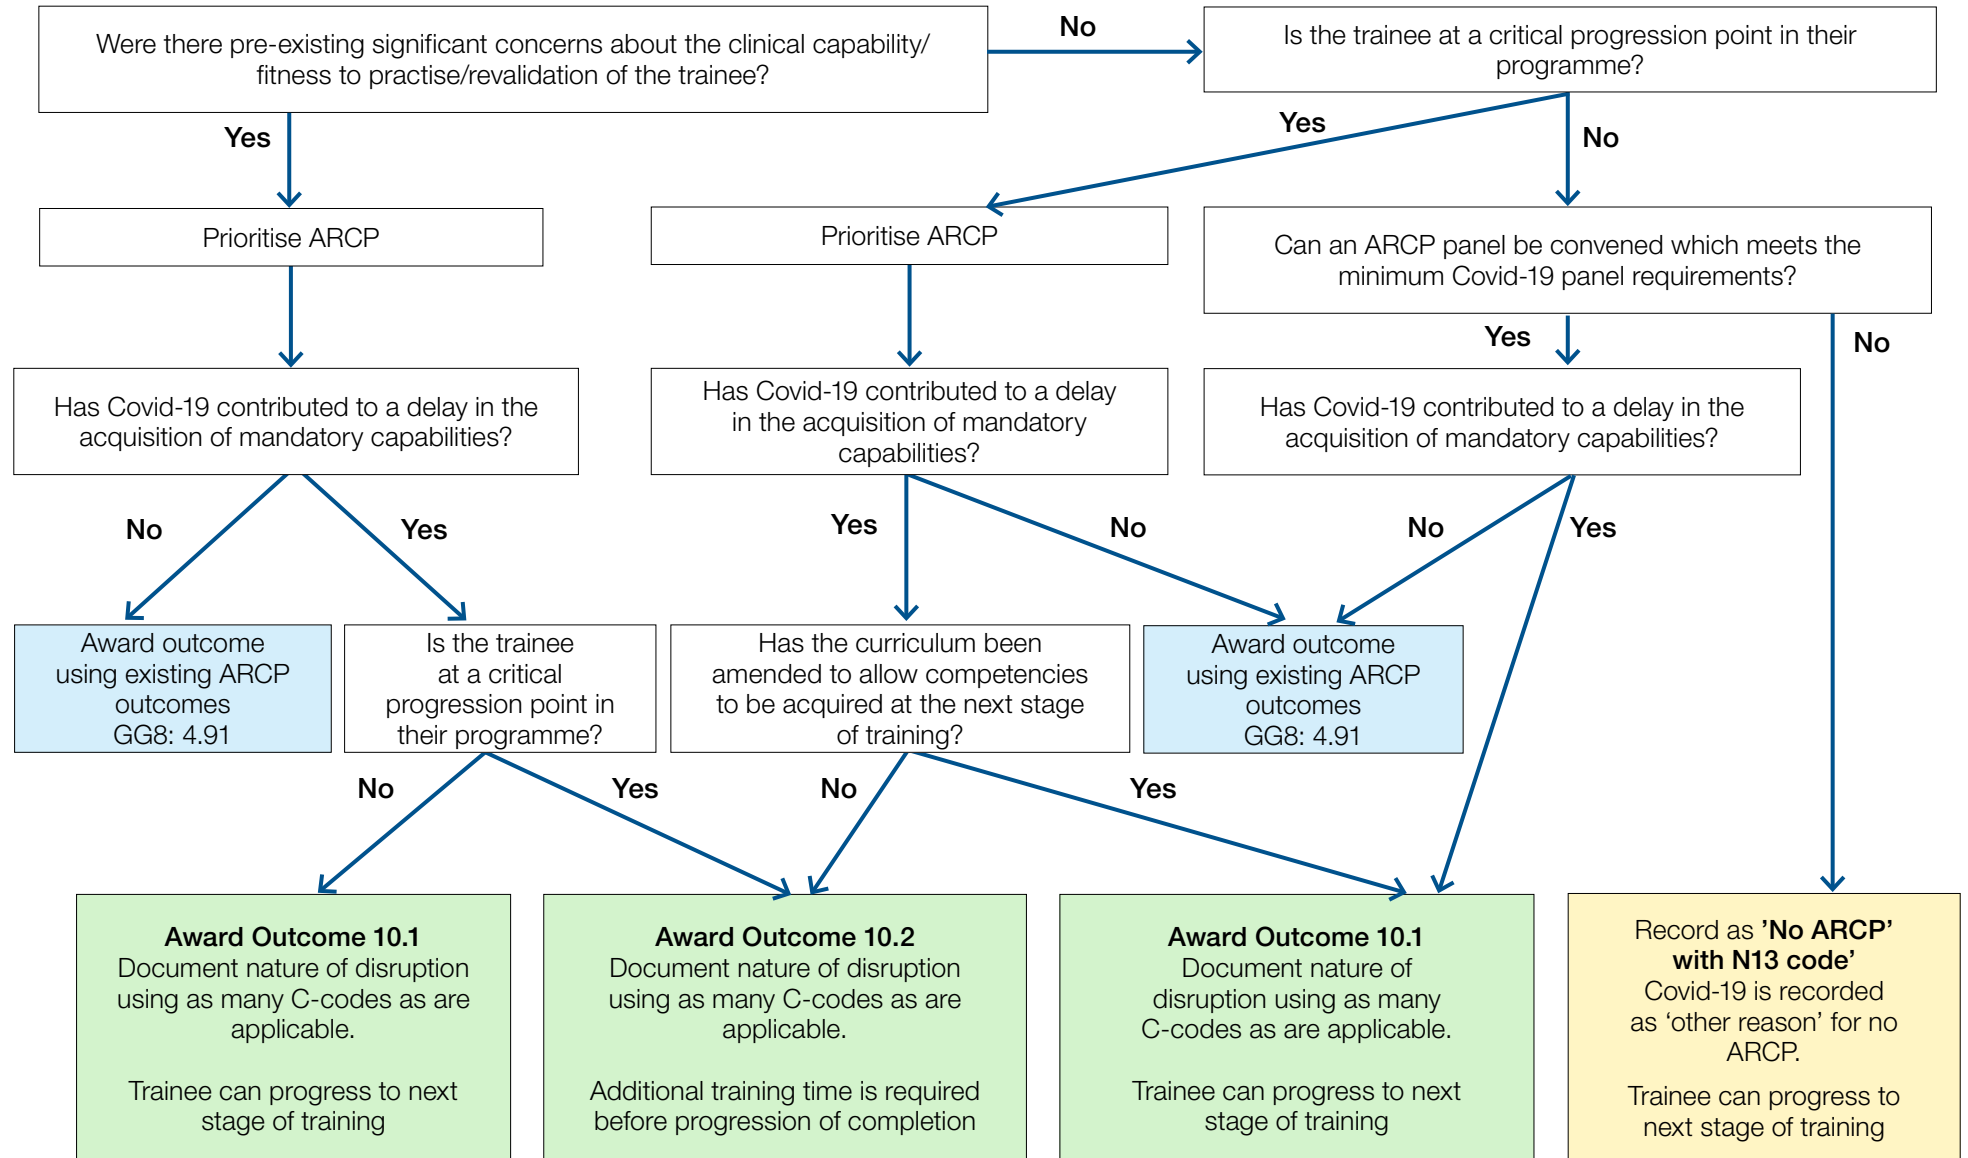 Were there pre-existing significant concerns about the clinical capability/
fitness to practise/revalidation of the trainee?
No
Is the trainee at a critical progression point in their
programme?
Yes
Yes
No
Prioritise ARCP
Prioritise ARCP
Can an ARCP panel be convened which meets the
minimum Covid-19 panel requirements?
Yes
No
Has Covid-19 contributed to a delay in the
acquisition of mandatory capabilities?
Has Covid-19 contributed to a delay
in the acquisition of mandatory
capabilities?
Has Covid-19 contributed to a delay in the
acquisition of mandatory capabilities?
No
Yes
Yes
No
No
Yes
Award outcome
using existing ARCP
outcomes
GG8: 4.91
Is the trainee
at a critical
progression point in
their programme?
Has the curriculum been
amended to allow competencies
to be acquired at the next stage
of training?
Award outcome
using existing ARCP
outcomes
GG8: 4.91
No
Yes
No
Yes
Award Outcome 10.1
Document nature of disruption
using as many C-codes as are
applicable.
Trainee can progress to next
stage of training
Award Outcome 10.2
Document nature of disruption
using as many C-codes as are
applicable.
Additional training time is required
before progression of completion
Award Outcome 10.1
Document nature of
disruption using as many
C-codes as are applicable.
Trainee can progress to next
stage of training
Record as ’No ARCP’
with N13 code’
Covid-19 is recorded
as ‘other reason’ for no
ARCP.
Trainee can progress to
next stage of training